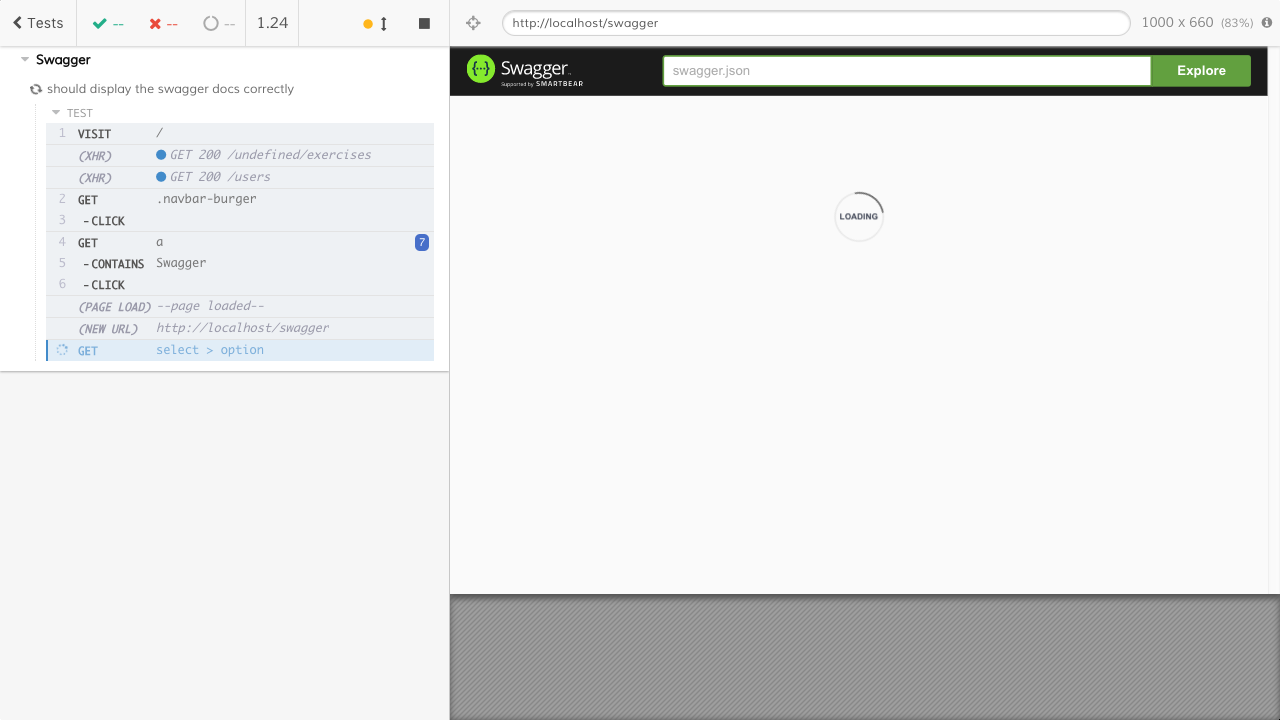 Tests -- -- -- 1.24
http://localhost/swagger 1000 x 660 (83%)
Swagger
should display the swagger docs correctly
TEST
1 VISIT /
(XHR) GET 200 /undefined/exercises
(XHR) GET 200 /users
2 GET .navbar-burger
3 -CLICK
4 GET a 7
5 -CONTAINS Swagger
6 -CLICK
(PAGE LOAD) --page loaded--
(NEW URL) http://localhost/swagger
GET select > option
{···} Swagger
Supported by SMARTBEAR
swagger.json Explore
LOADING